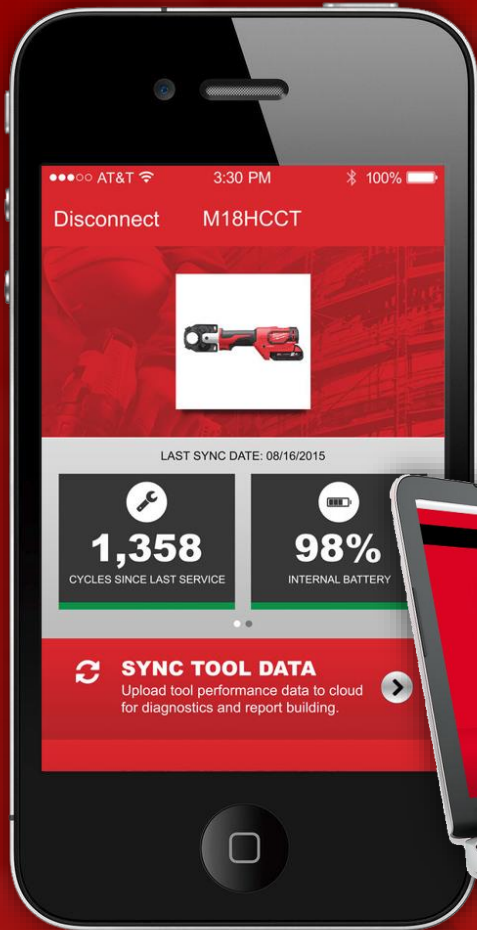 AT&T 3:30 PM 100%
Disconnect M18HCCT
LAST SYNC DATE: 08/16/2015
1,358
CYCLES SINCE LAST SERVICE
98%
INTERNAL BATTERY
SYNC TOOL DATA
Upload tool performance data to cloud
for diagnostics and report building.